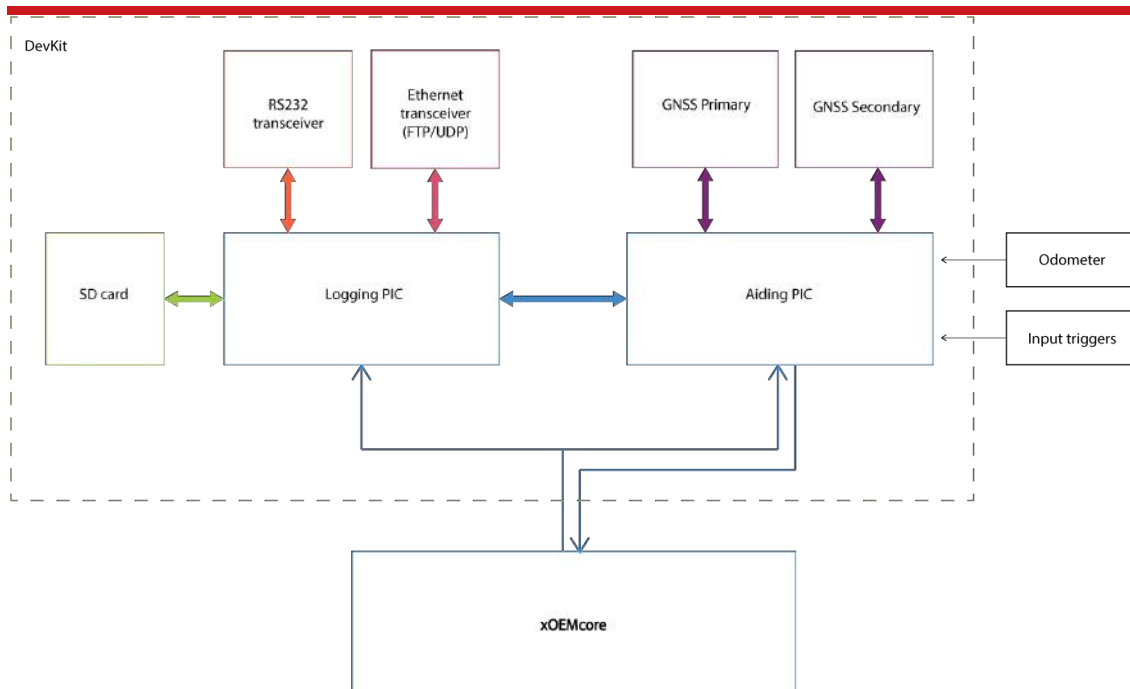 DevKit
RS232
transceiver
Ethernet
transceiver
(FTP/UDP)
GNSS Primary
GNSS Secondary
SD card
Logging PIC
Aiding PIC
Odometer
Input triggers
xOEMcore